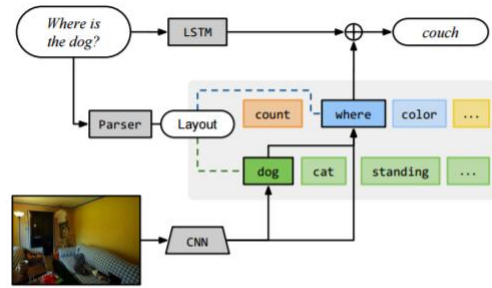 Where is
the dog?
LSTM
couch
Parser
Layout
count
where
color
...
dog
cat
standing
...
CNN